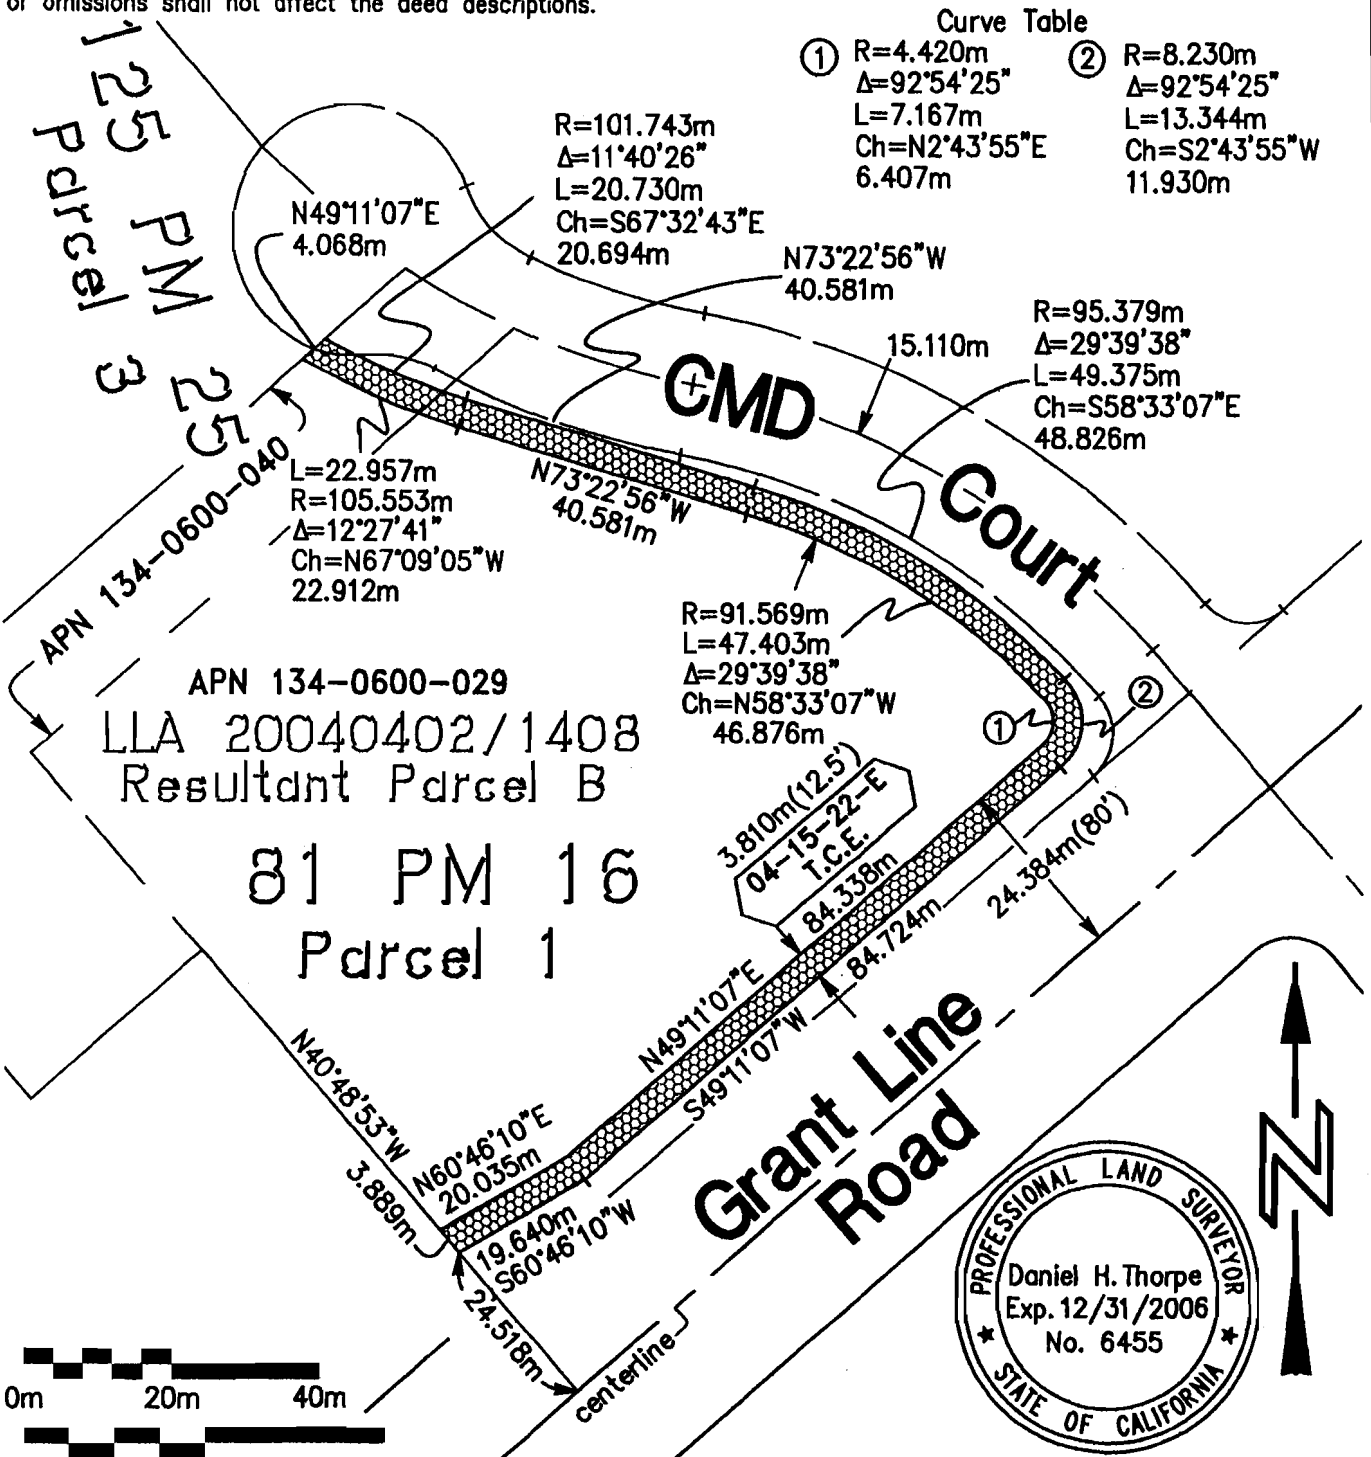 or omissions shall not affect the deed descriptions.
Curve Table
① R=4.420m
Δ=92°54'25"
L=7.167m
Ch=N2°43'55"E
6.407m
② R=8.230m
Δ=92°54'25"
L=13.344m
Ch=S2°43'55"W
11.930m
125 PM 25
Parcel 3
R=101.743m
Δ=11°40'26"
L=20.730m
Ch=S67°32'43"E
20.694m
N49°11'07"E
4.068m
N73°22'56"W
40.581m
15.110m
R=95.379m
Δ=29°39'38"
L=49.375m
Ch=S58°33'07"E
48.826m
CMD Court
L=22.957m
R=105.553m
Δ=12°27'41"
Ch=N67°09'05"W
22.912m
N73°22'56"W
40.581m
APN 134-0600-040
R=91.569m
L=47.403m
Δ=29°39'38"
Ch=N58°33'07"W
46.876m
①
②
APN 134-0600-029
LLA 20040402/1408
Resultant Parcel B
81 PM 16
Parcel 1
3.810m(12.5')
04-15-22-E
T.C.E.
84.338m
84.724m
24.384m(80')
N49°11'07"E
S49°11'07"W
N40°48'53"W
3.889m
N60°46'10"E
20.035m
19.640m
S60°46'10"W
24.518m
centerline
Grant Line
Road
N
PROFESSIONAL LAND SURVEYOR
Daniel H. Thorpe
Exp. 12/31/2006
No. 6455
★ STATE OF CALIFORNIA ★
0m 20m 40m